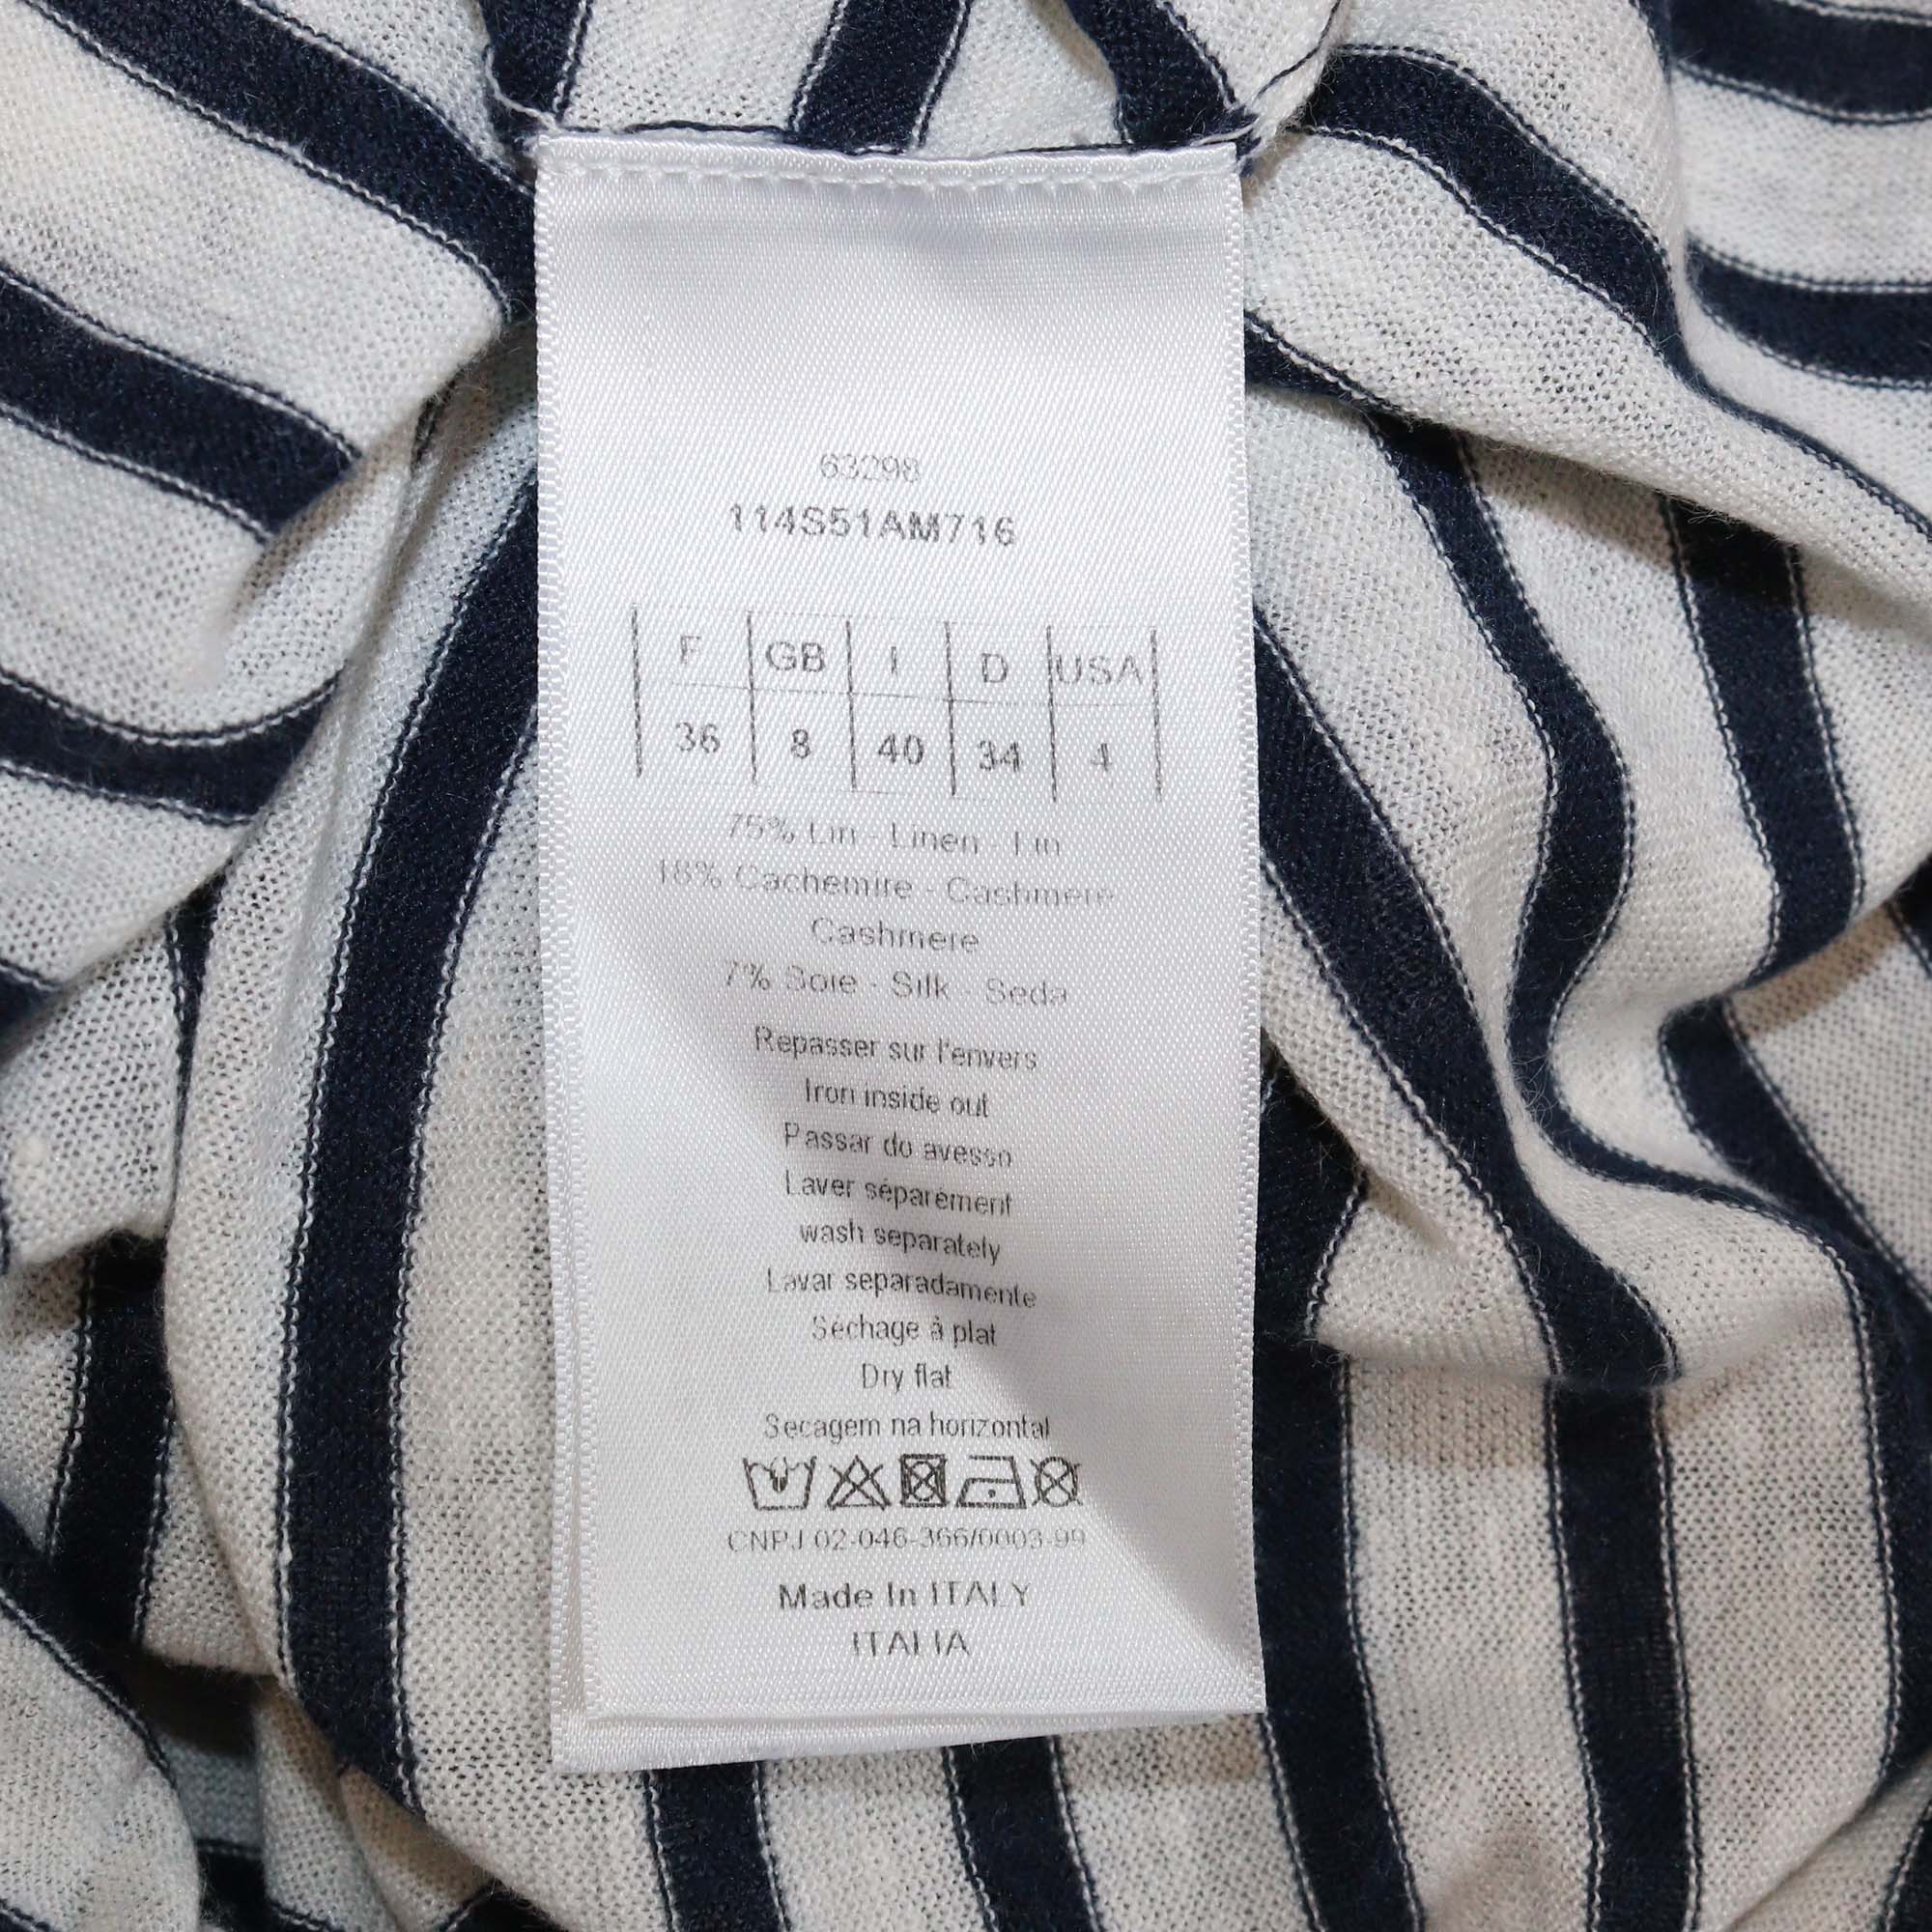 63298
114S51AM716
F GB I D USA
36 8 40 34 4
75% Lin - Linen - Lin
18% Cachemire - Cashmere
Cashmere
7% Soie - Silk - Seda
Repasser sur l'envers
Iron inside out
Passar do avesso
Laver séparément
wash separately
Lavar separadamente
Séchage à plat
Dry flat
Secagem na horizontal
CNPJ 02-046-366/0003-99
Made In ITALY
ITALIA